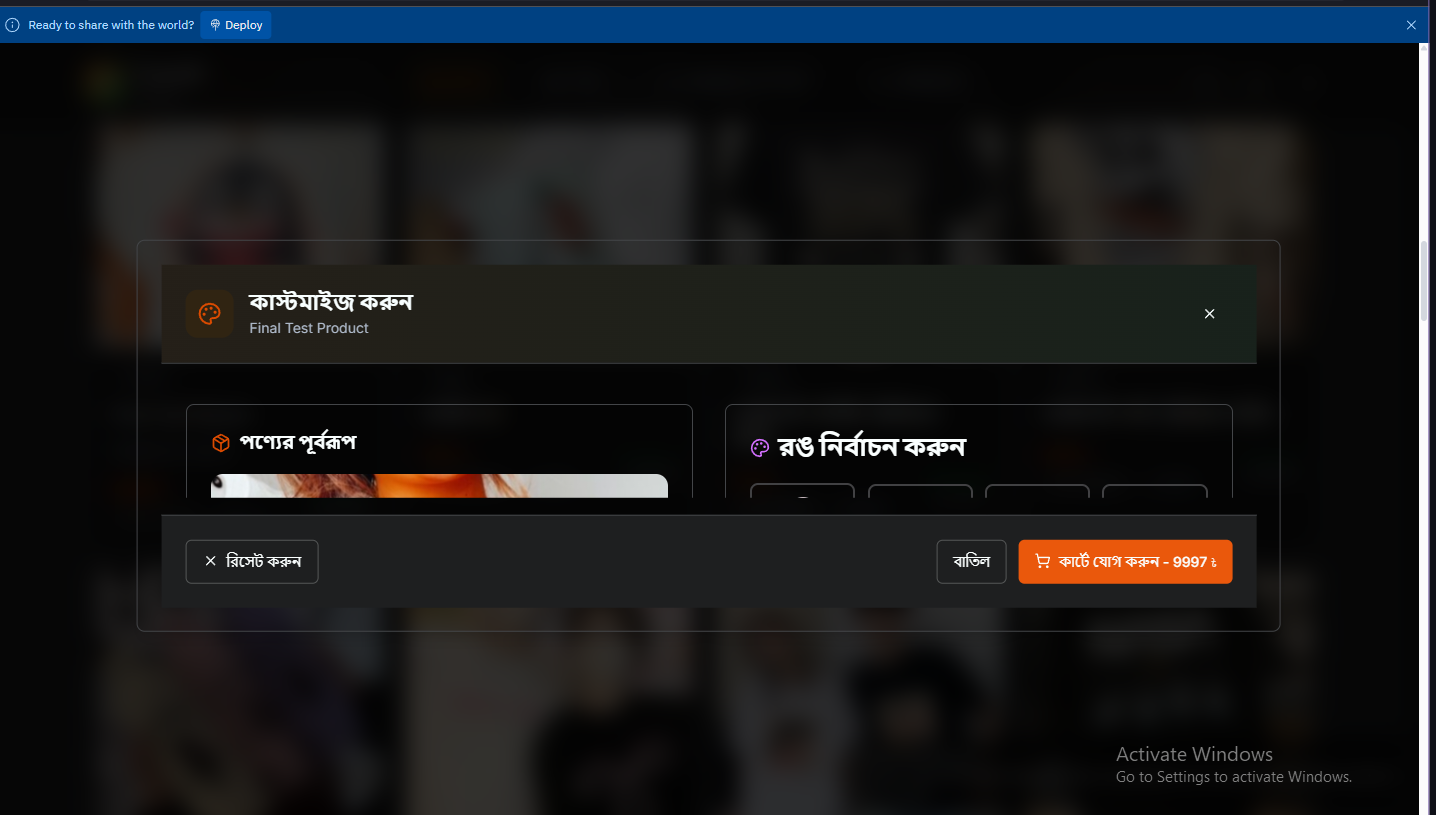 Ready to share with the world?
Deploy
কাস্টমাইজ করুন
Final Test Product
পণ্যের পূর্বরূপ
রঙ নির্বাচন করুন
রিসেট করুন
বাতিল
কার্টে যোগ করুন - 9997 ৳
Activate Windows
Go to Settings to activate Windows.